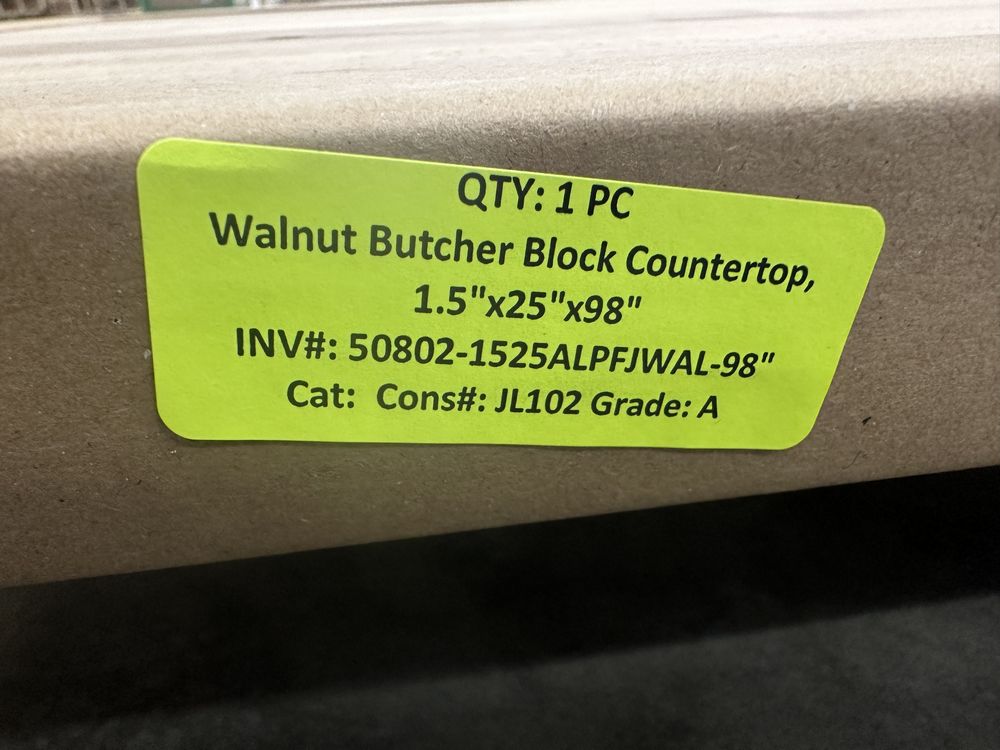 QTY: 1 PC
Walnut Butcher Block Countertop,
1.5"x25"x98"
INV#: 50802-1525ALPFJWAL-98"
Cat:  Cons#: JL102 Grade: A